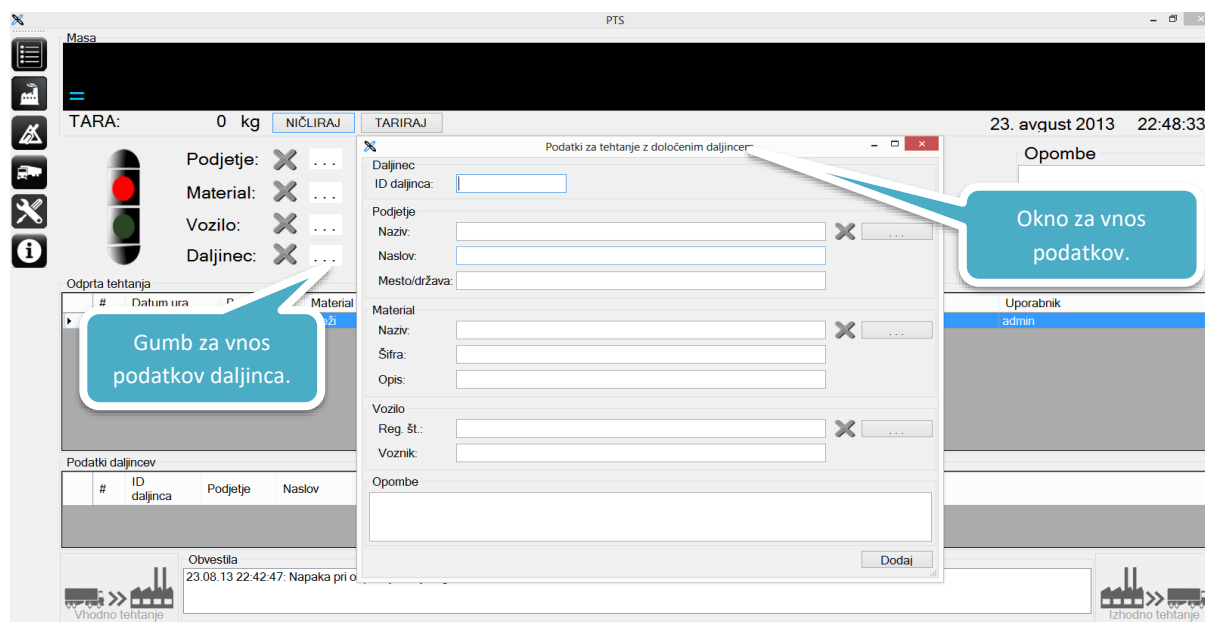 PTS
Masa
=
TARA: 0 kg NIČLIRAJ TARIRAJ
23. avgust 2013 22:48:33
Podjetje: ...
Material: ...
Vozilo: ...
Daljinec: ...
Opombe
Odprta tehtanja
# Datum ura Material
Uporabnik
admin
Gumb za vnos
podatkov daljinca.
Podatki daljincev
# ID daljinca Podjetje Naslov
Obvestila
23.08.13 22:42:47: Napaka pri
Vhodno tehtanje
Izhodno tehtanje
Podatki za tehtanje z določenim daljincem
Daljinec
ID daljinca:
Podjetje
Naziv: ...
Naslov:
Mesto/država:
Material
Naziv: ...
Šifra:
Opis:
Vozilo
Reg. št.: ...
Voznik:
Opombe
Dodaj
Okno za vnos
podatkov.